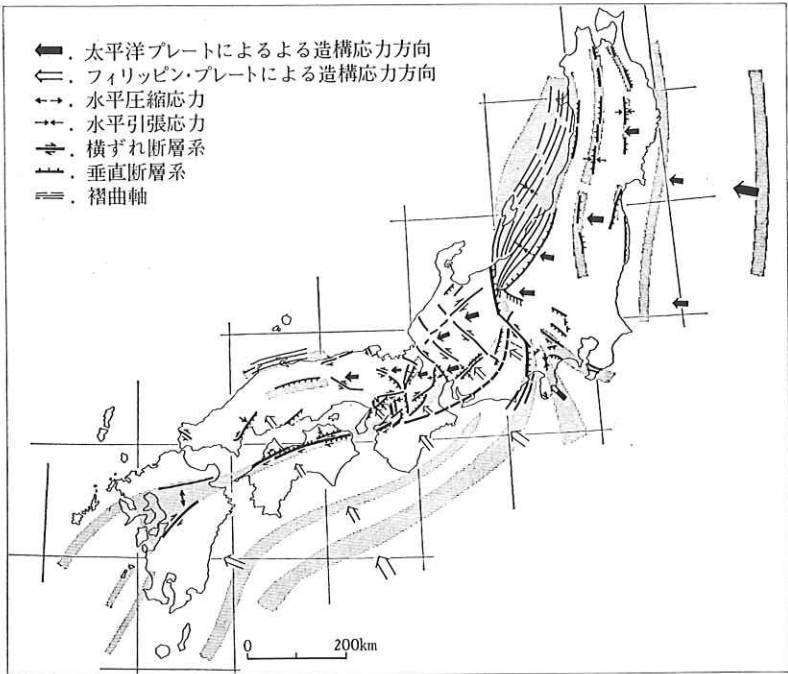 太平洋プレートによるよる造構応力方向
フィリッピン・プレートによる造構応力方向
水平圧縮応力
水平引張応力
横ずれ断層系
垂直断層系
褶曲軸
0 200km